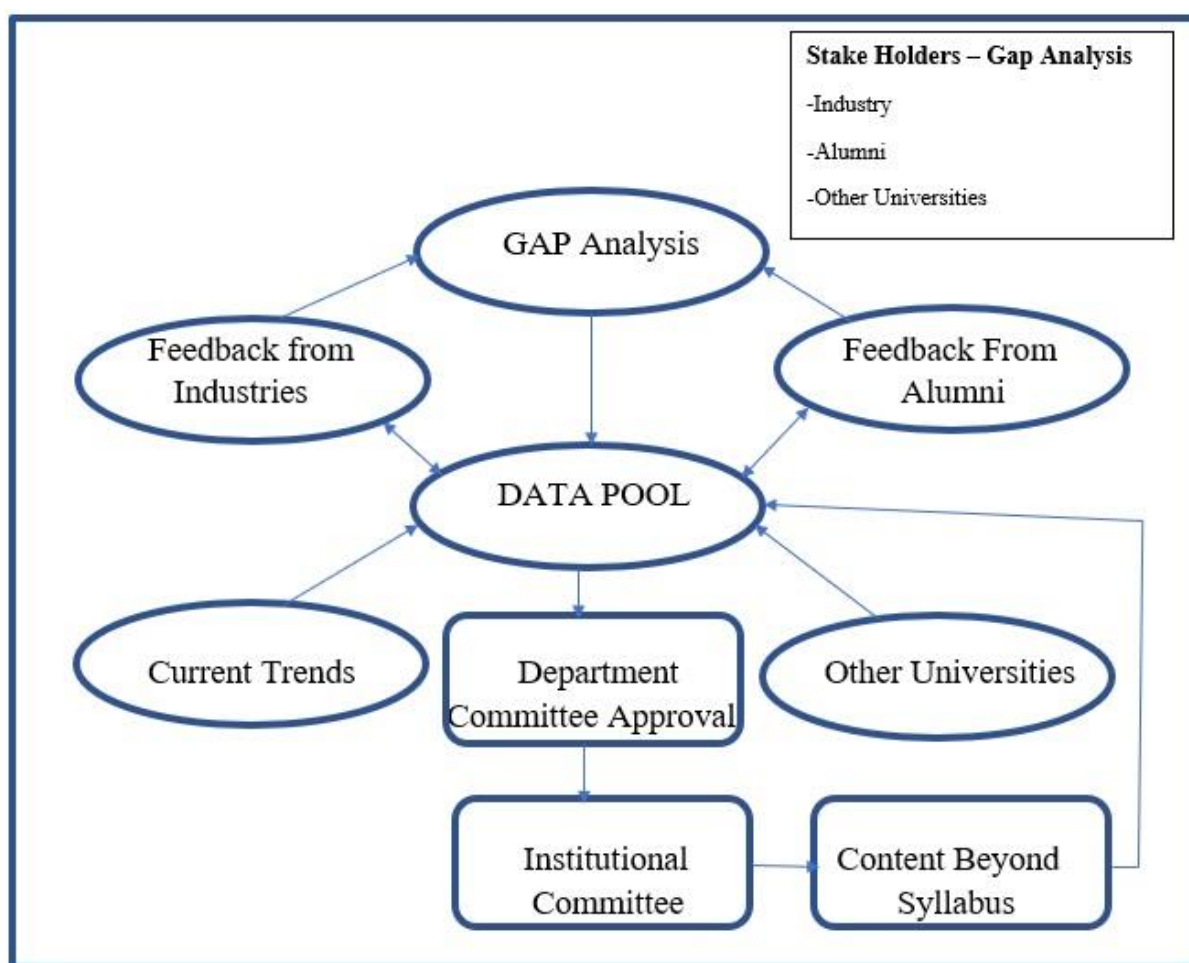 Stake Holders – Gap Analysis
-Industry
-Alumni
-Other Universities
GAP Analysis
Feedback from
Industries
Feedback From
Alumni
DATA POOL
Current Trends
Department
Committee Approval
Other Universities
Institutional
Committee
Content Beyond
Syllabus